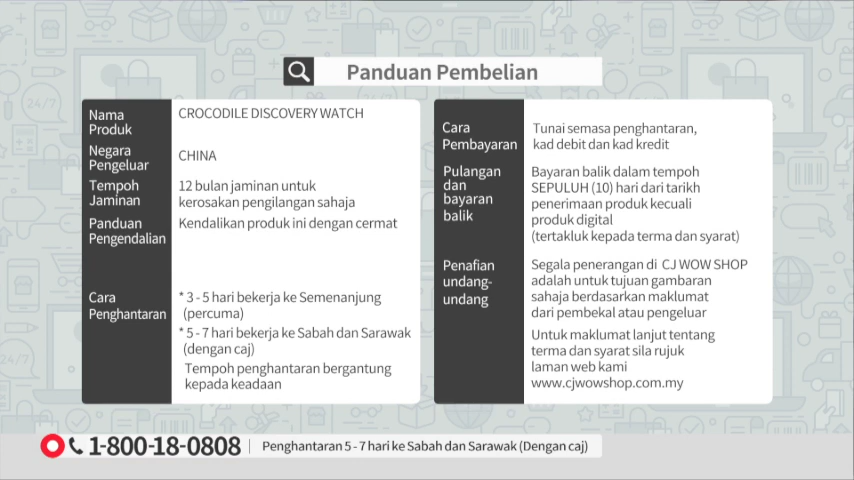 Panduan Pembelian
Nama
Produk
CROCODILE DISCOVERY WATCH
Negara
Pengeluar
CHINA
Tempoh
Jaminan
12 bulan jaminan untuk
kerosakan pengilangan sahaja
Panduan
Pengendalian
Kendalikan produk ini dengan cermat
Cara
Penghantaran
* 3 - 5 hari bekerja ke Semenanjung
(percuma)
* 5 - 7 hari bekerja ke Sabah dan Sarawak
(dengan caj)
Tempoh penghantaran bergantung
kepada keadaan
Cara
Pembayaran
Tunai semasa penghantaran,
kad debit dan kad kredit
Pulangan
dan
bayaran
balik
Bayaran balik dalam tempoh
SEPULUH (10) hari dari tarikh
penerimaan produk kecuali
produk digital
(tertakluk kepada terma dan syarat)
Penafian
undang-
undang
Segala penerangan di CJ WOW SHOP
adalah untuk tujuan gambaran
sahaja berdasarkan maklumat
dari pembekal atau pengeluar
Untuk maklumat lanjut tentang
terma dan syarat sila rujuk
laman web kami
www.cjwowshop.com.my
1-800-18-0808
Penghantaran 5 - 7 hari ke Sabah dan Sarawak (Dengan caj)
24/7
24/7